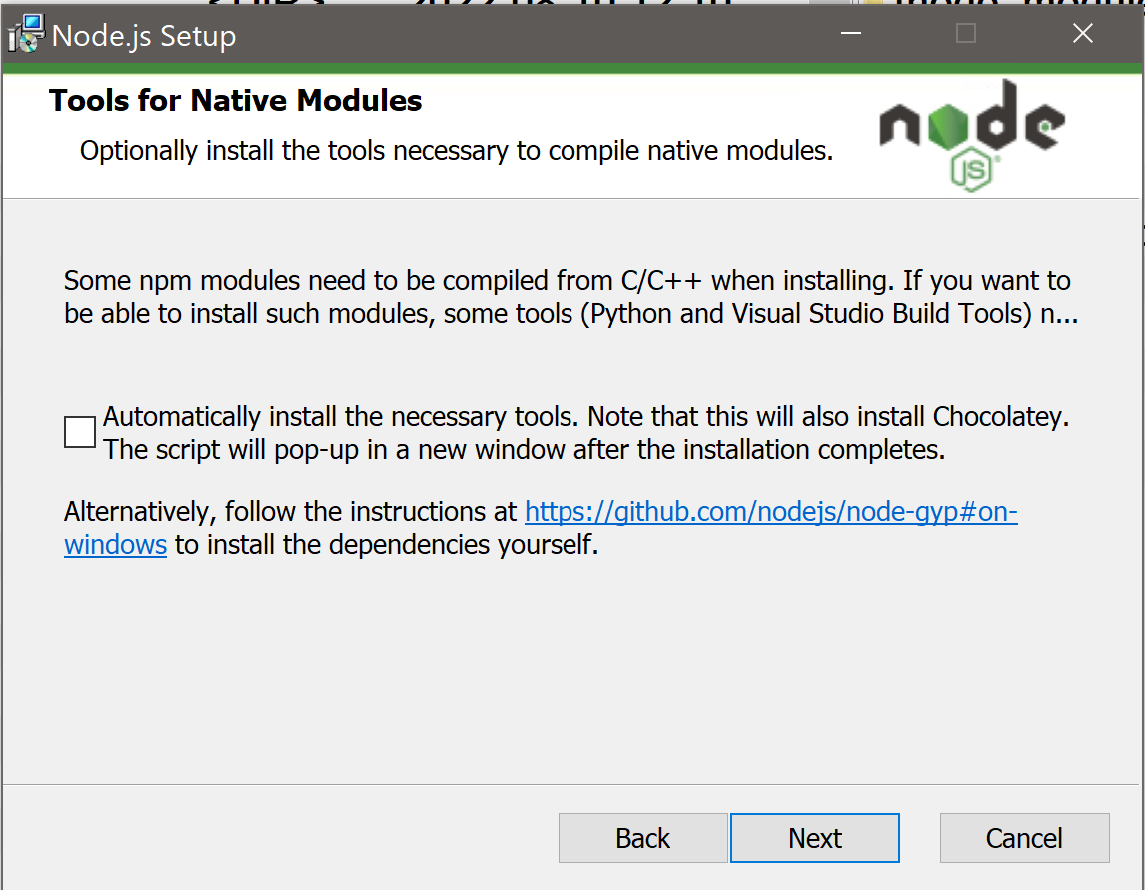 Node.js Setup
Tools for Native Modules
node
Optionally install the tools necessary to compile native modules.
JS
Some npm modules need to be compiled from C/C++ when installing. If you want to
be able to install such modules, some tools (Python and Visual Studio Build Tools) n...
Automatically install the necessary tools. Note that this will also install Chocolatey.
The script will pop-up in a new window after the installation completes.
Alternatively, follow the instructions at https://github.com/nodejs/node-gyp#on-
windows to install the dependencies yourself.
Back
Next
Cancel